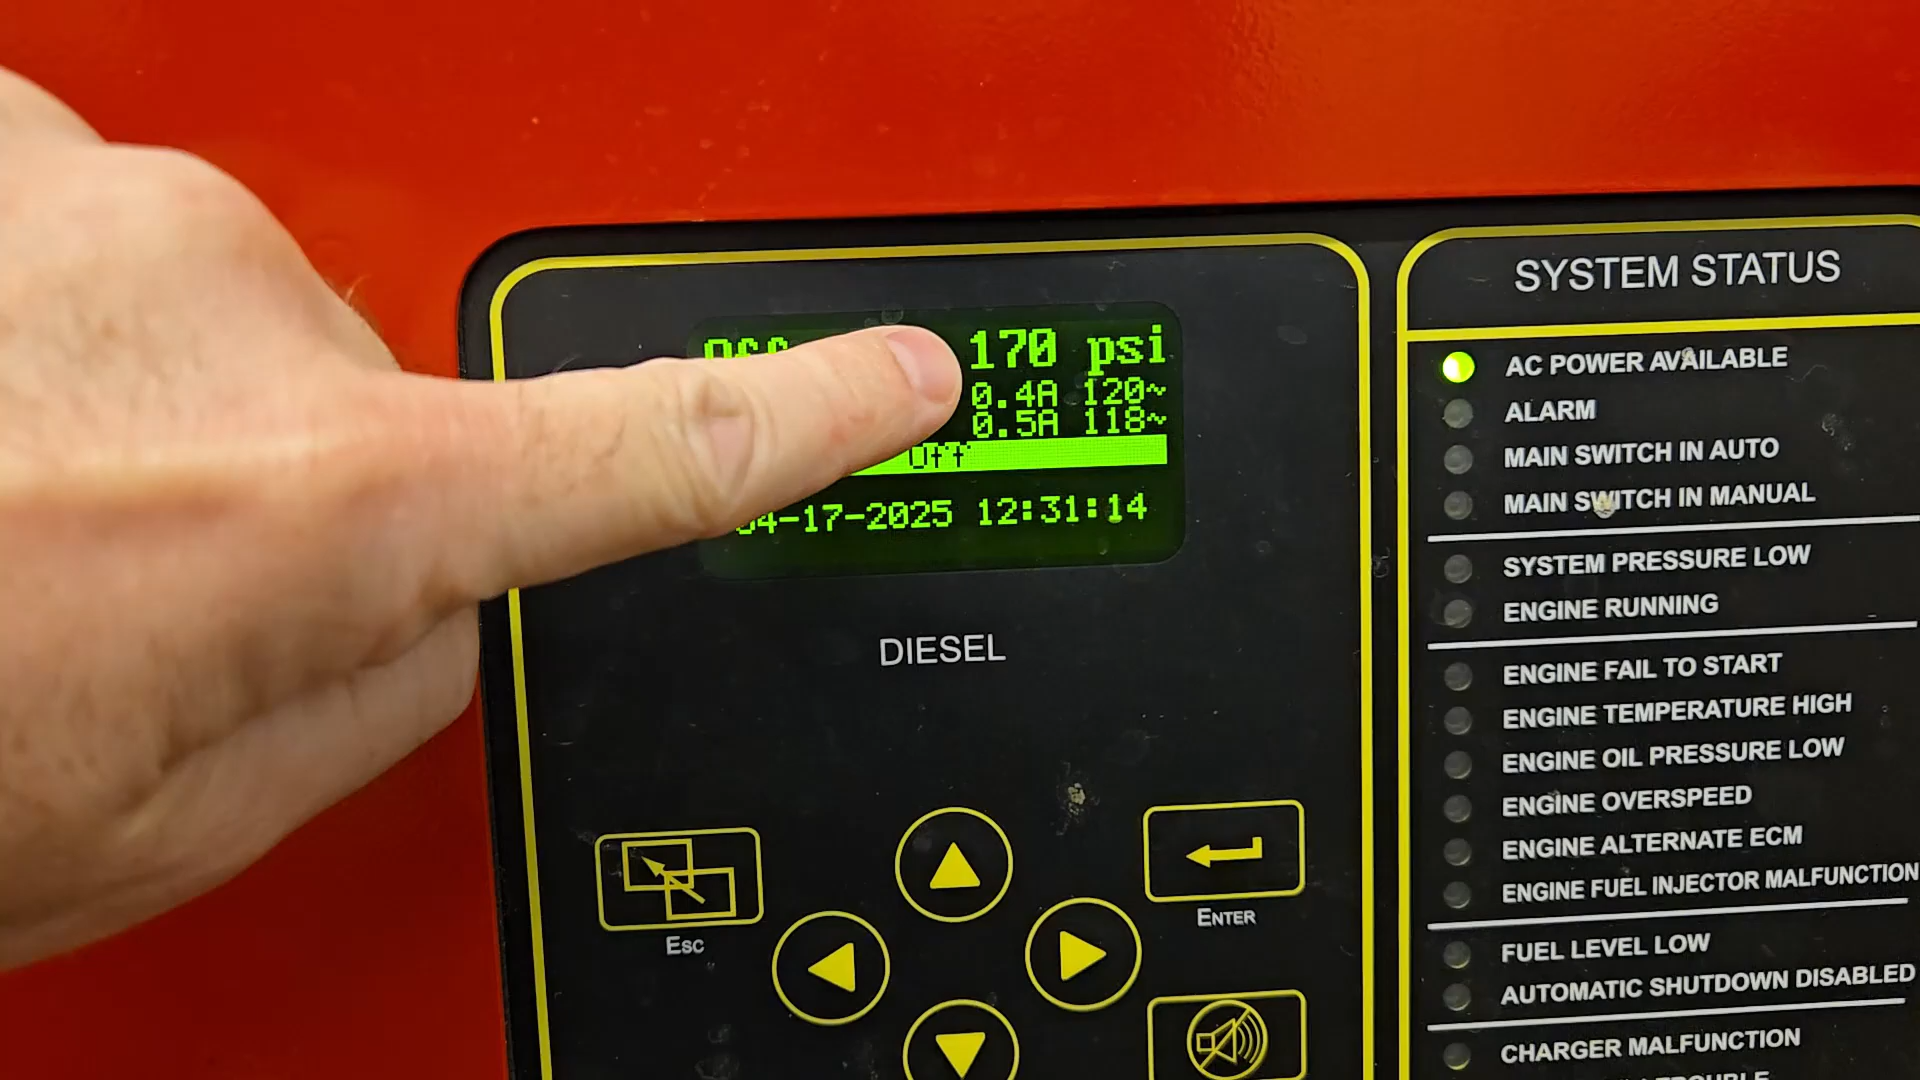 Off 170 psi
0.4A 120~
0.5A 118~
Off
04-17-2025 12:31:14
DIESEL
ESC
ENTER
SYSTEM STATUS
AC POWER AVAILABLE
ALARM
MAIN SWITCH IN AUTO
MAIN SWITCH IN MANUAL
SYSTEM PRESSURE LOW
ENGINE RUNNING
ENGINE FAIL TO START
ENGINE TEMPERATURE HIGH
ENGINE OIL PRESSURE LOW
ENGINE OVERSPEED
ENGINE ALTERNATE ECM
ENGINE FUEL INJECTOR MALFUNCTION
FUEL LEVEL LOW
AUTOMATIC SHUTDOWN DISABLED
CHARGER MALFUNCTION